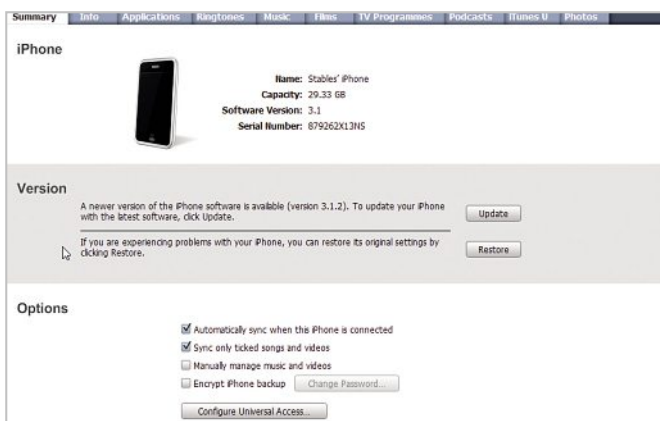 Summary Info Applications Ringtones Music Films TV Programmes Podcasts iTunes U Photos
iPhone
Name: Stables' iPhone
Capacity: 29.33 GB
Software Version: 3.1
Serial Number: 879262X13NS
Version
A newer version of the iPhone software is available (version 3.1.2). To update your iPhone
with the latest software, click Update.
Update
If you are experiencing problems with your iPhone, you can restore its original settings by
clicking Restore.
Restore
Options
Automatically sync when this iPhone is connected
Sync only ticked songs and videos
Manually manage music and videos
Encrypt iPhone backup Change Password...
Configure Universal Access...